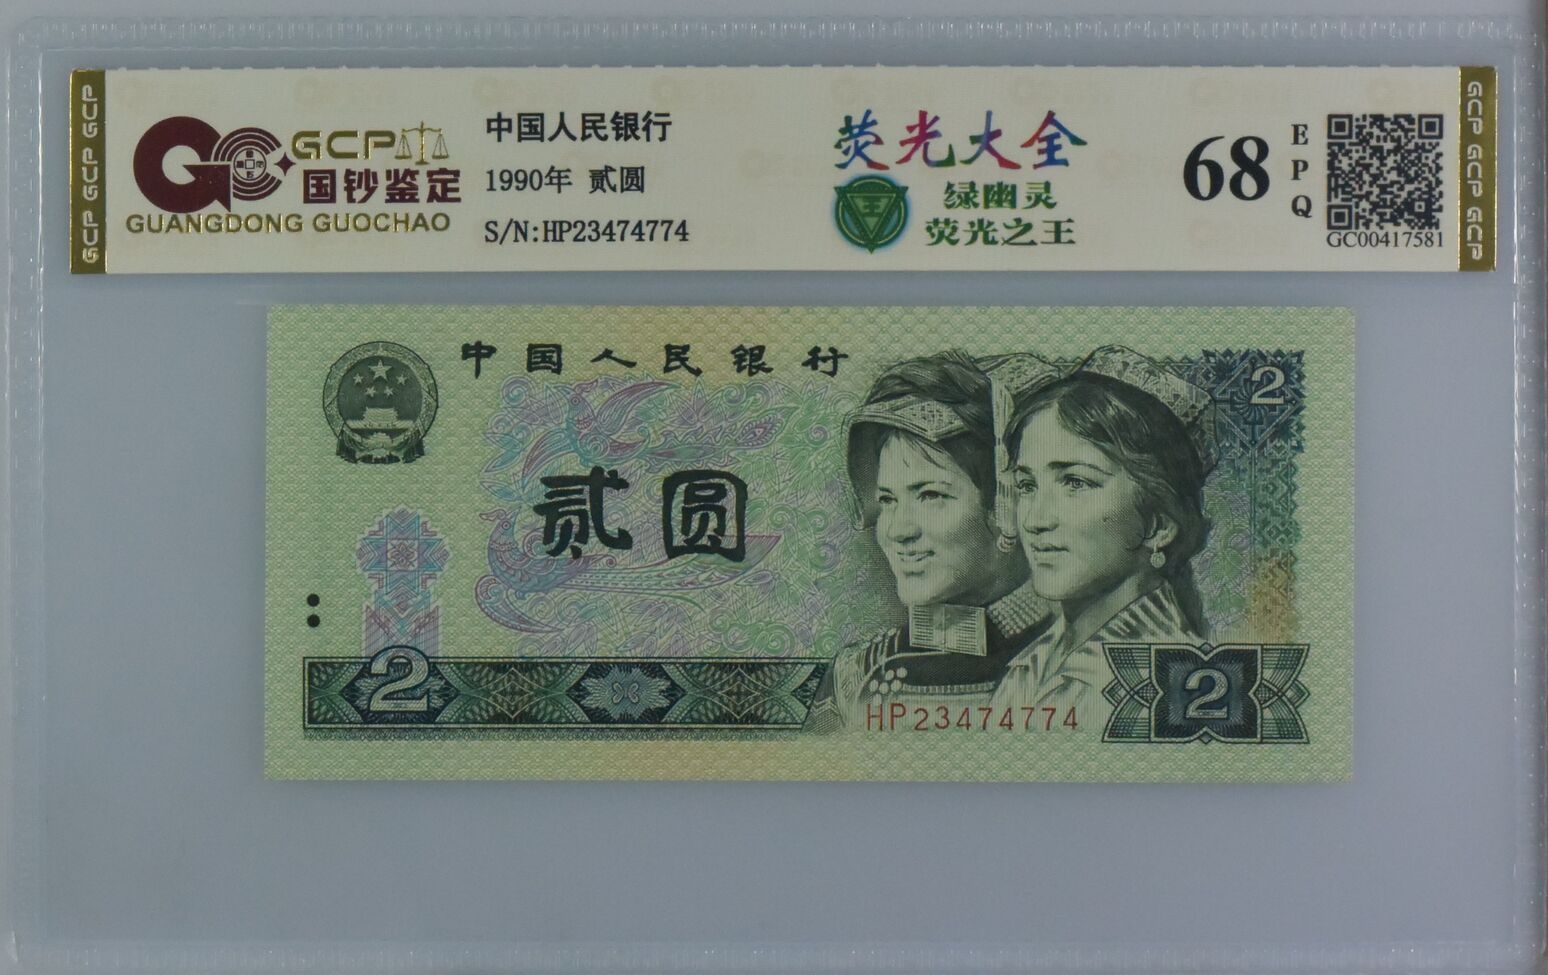 GCP GCP GCP
GCP
国钞鉴定
GUANGDONG GUOCHAO
中国人民银行
1990年 贰圆
S/N:HP23474774
荧光大全
王
绿幽灵
荧光之王
68
EPQ
GC00417581
GCP GCP GCP
中国人民银行
2
贰圆
2
HP23474774
2